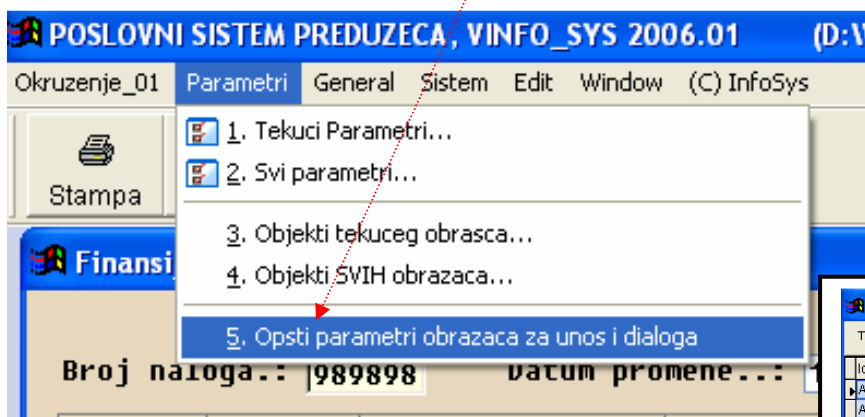 POSLOVNI SISTEM PREDUZECA, VINFO_SYS 2006.01 (D:\
Okruzenje_01 Parametri General Sistem Edit Window (C) InfoSys
1. Tekuci Parametri...
2. Svi parametri...
Stampa
3. Objekti tekuceg obrasca...
Finansij
4. Objekti SVIH obrazaca...
5. Opsti parametri obrazaca za unos i dialoga
Broj naloga.: 989898 Datum promene..: